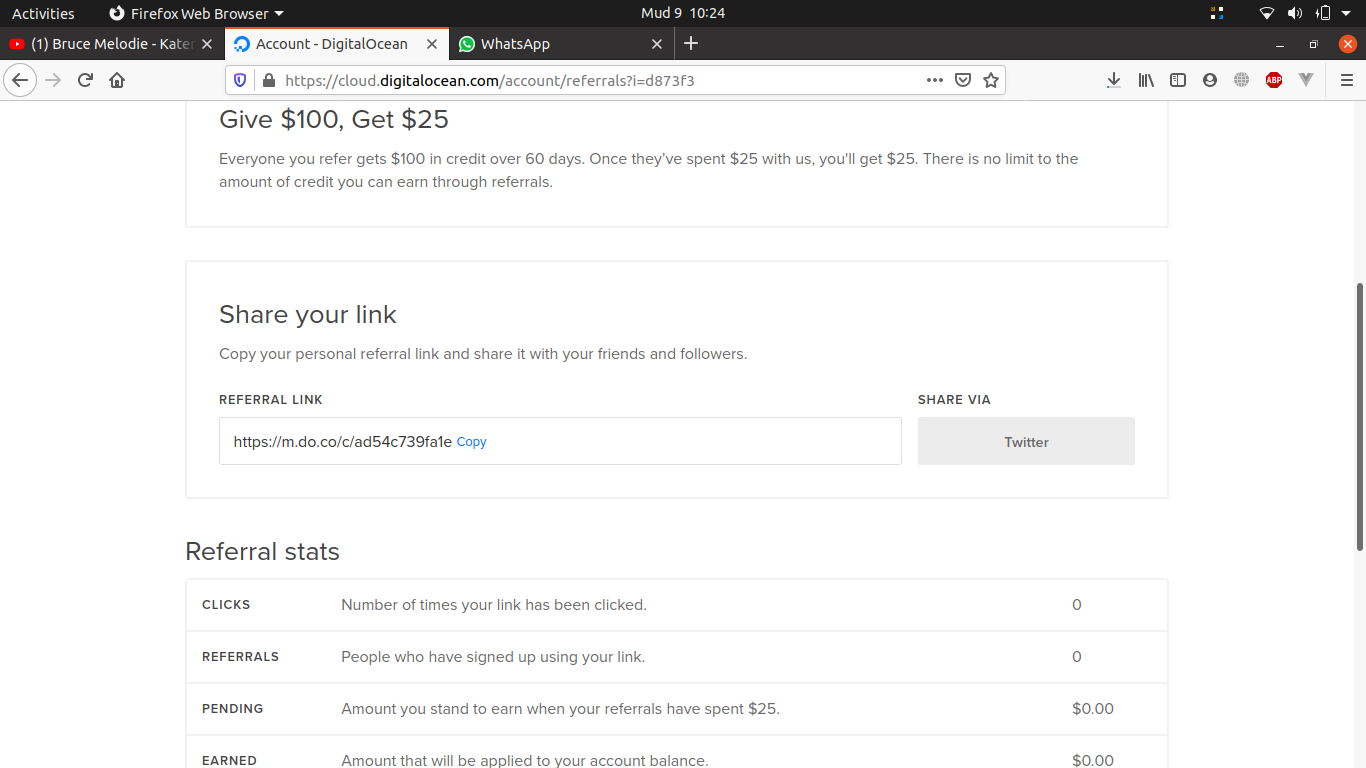 Activities Firefox Web Browser Mud 9 10:24
(1) Bruce Melodie - Kater Account - DigitalOcean WhatsApp
https://cloud.digitalocean.com/account/referrals?i=d873f3 ABP
Give $100, Get $25
Everyone you refer gets $100 in credit over 60 days. Once they’ve spent $25 with us, you'll get $25. There is no limit to the
amount of credit you can earn through referrals.
Share your link
Copy your personal referral link and share it with your friends and followers.
REFERRAL LINK SHARE VIA
https://m.do.co/c/ad54c739fa1e Copy Twitter
Referral stats
CLICKS Number of times your link has been clicked. 0
REFERRALS People who have signed up using your link. 0
PENDING Amount you stand to earn when your referrals have spent $25. $0.00
EARNED Amount that will be applied to your account balance. $0.00